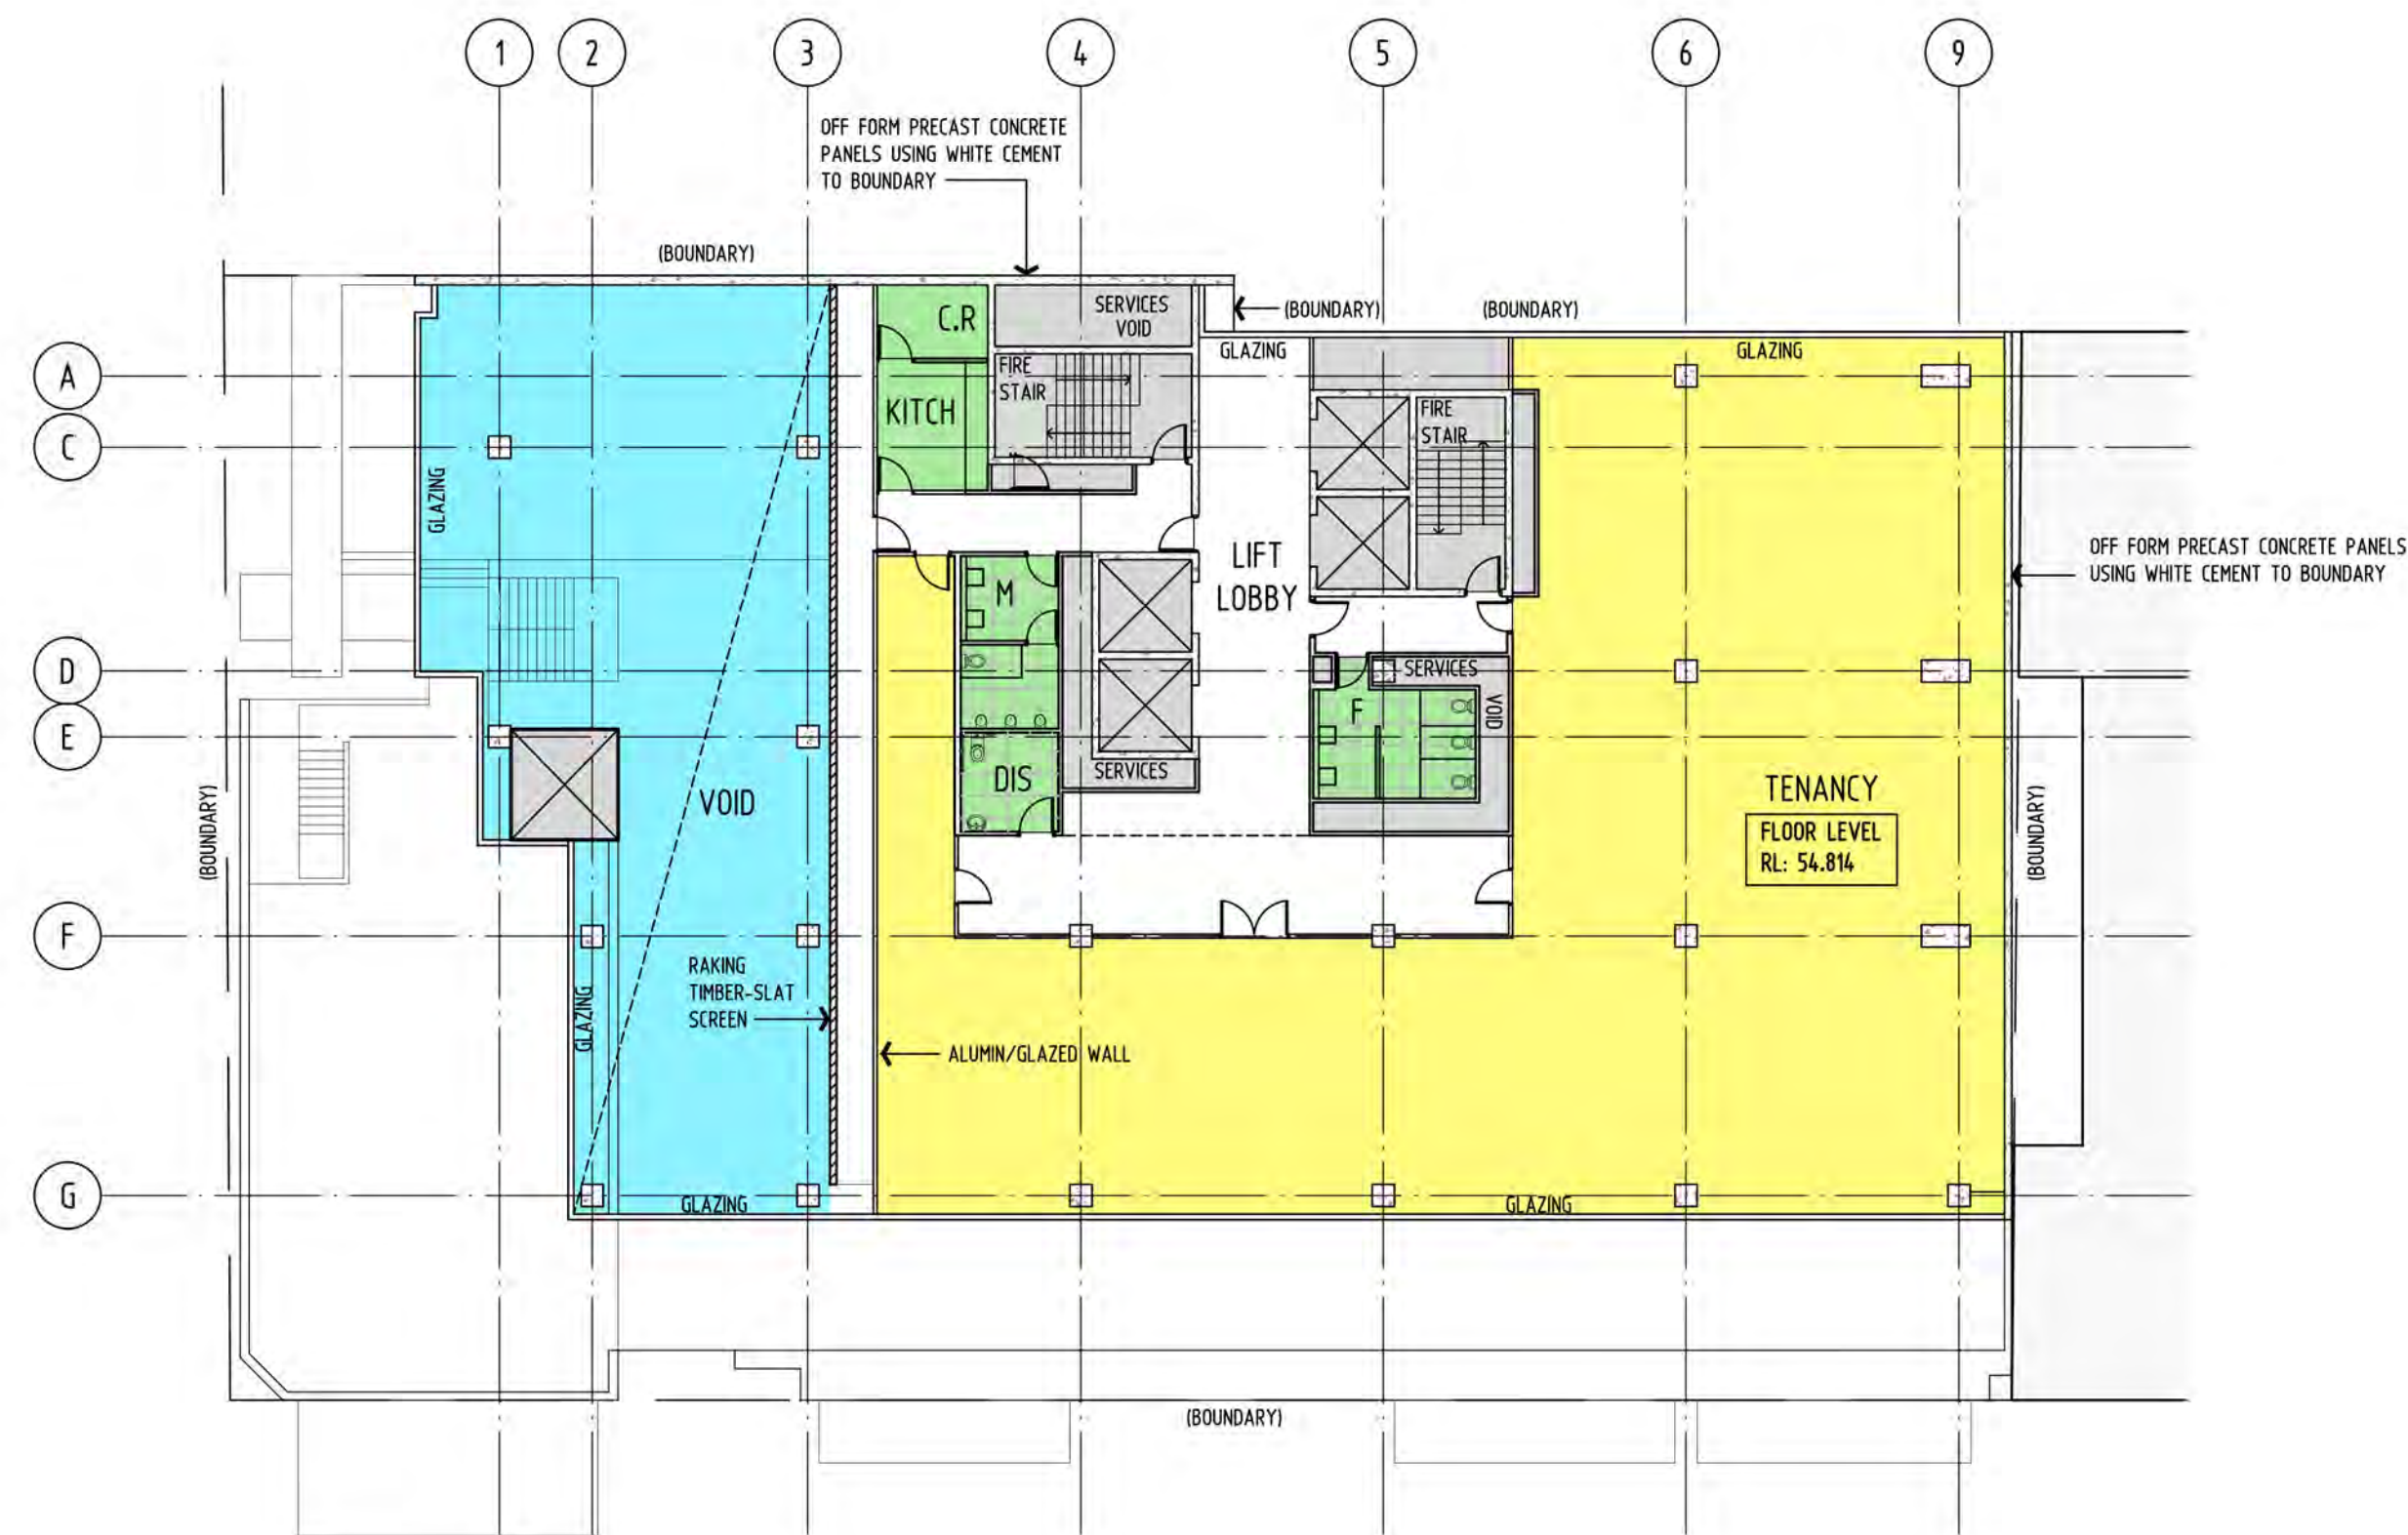 1
2
3
4
5
6
9
OFF FORM PRECAST CONCRETE
PANELS USING WHITE CEMENT
TO BOUNDARY
(BOUNDARY)
(BOUNDARY)
(BOUNDARY)
C.R
SERVICES
VOID
GLAZING
GLAZING
A
FIRE
STAIR
KITCH
FIRE
STAIR
C
GLAZING
LIFT
LOBBY
OFF FORM PRECAST CONCRETE PANELS
USING WHITE CEMENT TO BOUNDARY
M
D
SERVICES
VOID
F
E
DIS
SERVICES
VOID
TENANCY
FLOOR LEVEL
RL: 54.814
(BOUNDARY)
(BOUNDARY)
F
RAKING
TIMBER-SLAT
SCREEN
GLAZING
ALUMIN/GLAZED WALL
G
GLAZING
GLAZING
(BOUNDARY)